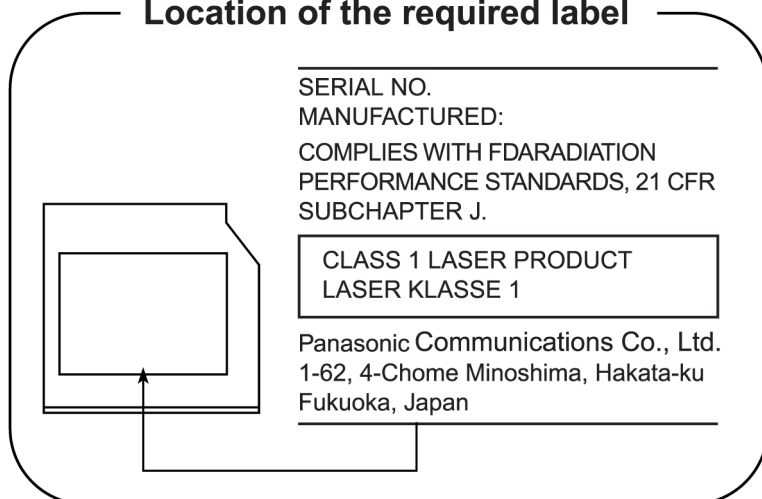 Location of the required label
SERIAL NO.
MANUFACTURED:
COMPLIES WITH FDARADIATION
PERFORMANCE STANDARDS, 21 CFR
SUBCHAPTER J.
CLASS 1 LASER PRODUCT
LASER KLASSE 1
Panasonic Communications Co., Ltd.
1-62, 4-Chome Minoshima, Hakata-ku
Fukuoka, Japan